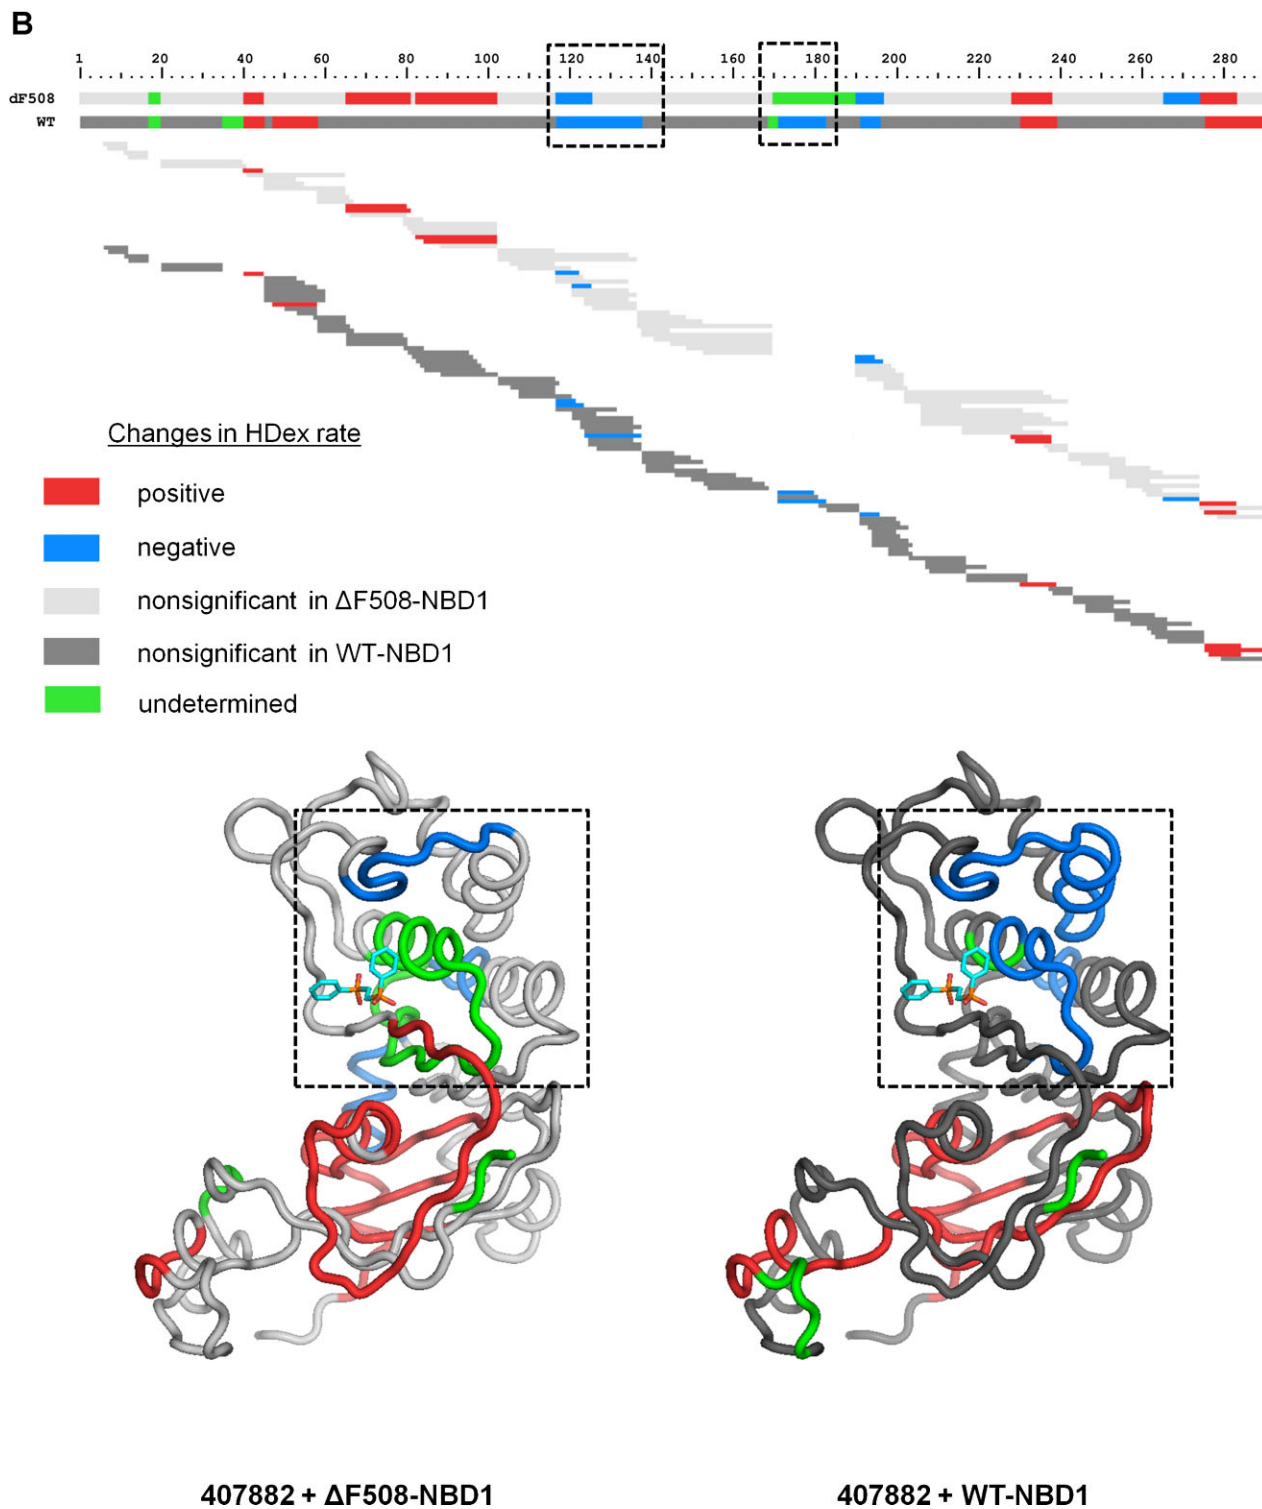 B
1 20 40 60 80 100 120 140 160 180 200 220 240 260 280
dF508
WT
Changes in HDex rate
positive
negative
nonsignificant in ΔF508-NBD1
nonsignificant in WT-NBD1
undetermined
407882 + ΔF508-NBD1 407882 + WT-NBD1